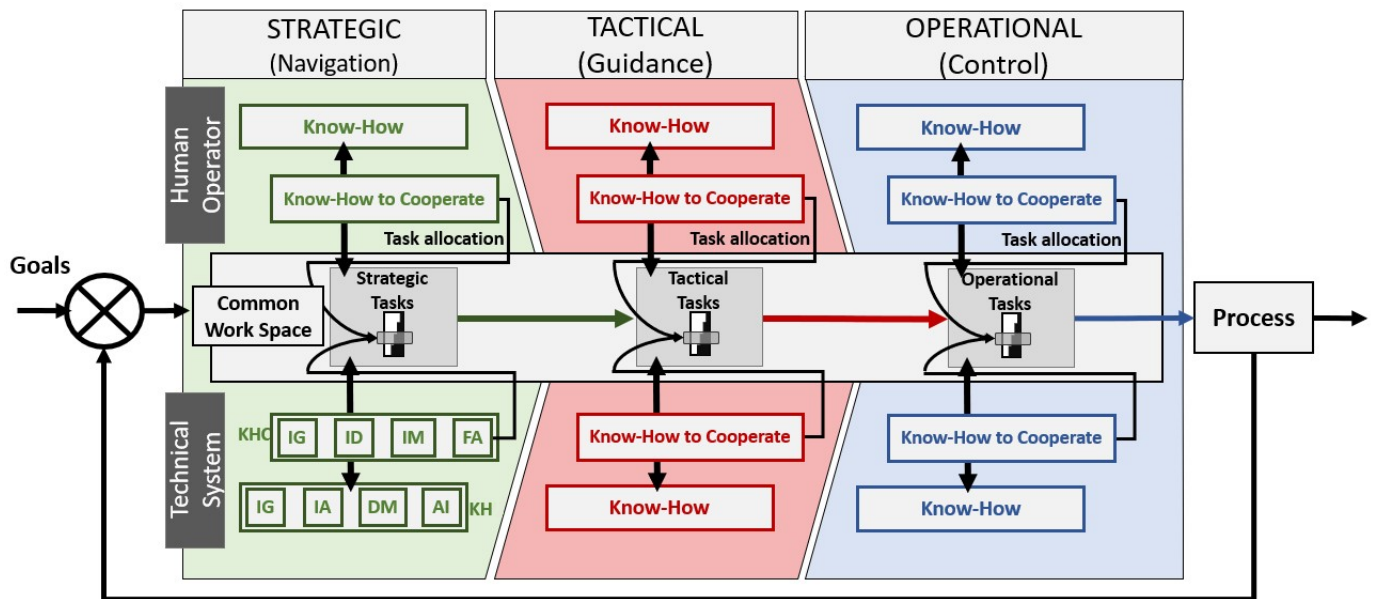 STRATEGIC
(Navigation)
TACTICAL
(Guidance)
OPERATIONAL
(Control)
Human
Operator
Know-How
Know-How
Know-How
Know-How to Cooperate
Know-How to Cooperate
Know-How to Cooperate
Task allocation
Task allocation
Task allocation
Goals
Common
Work Space
Strategic
Tasks
Tactical
Tasks
Operational
Tasks
Process
Technical
System
KHC
IG
ID
IM
FA
Know-How to Cooperate
Know-How to Cooperate
IG
IA
DM
AI
KH
Know-How
Know-How